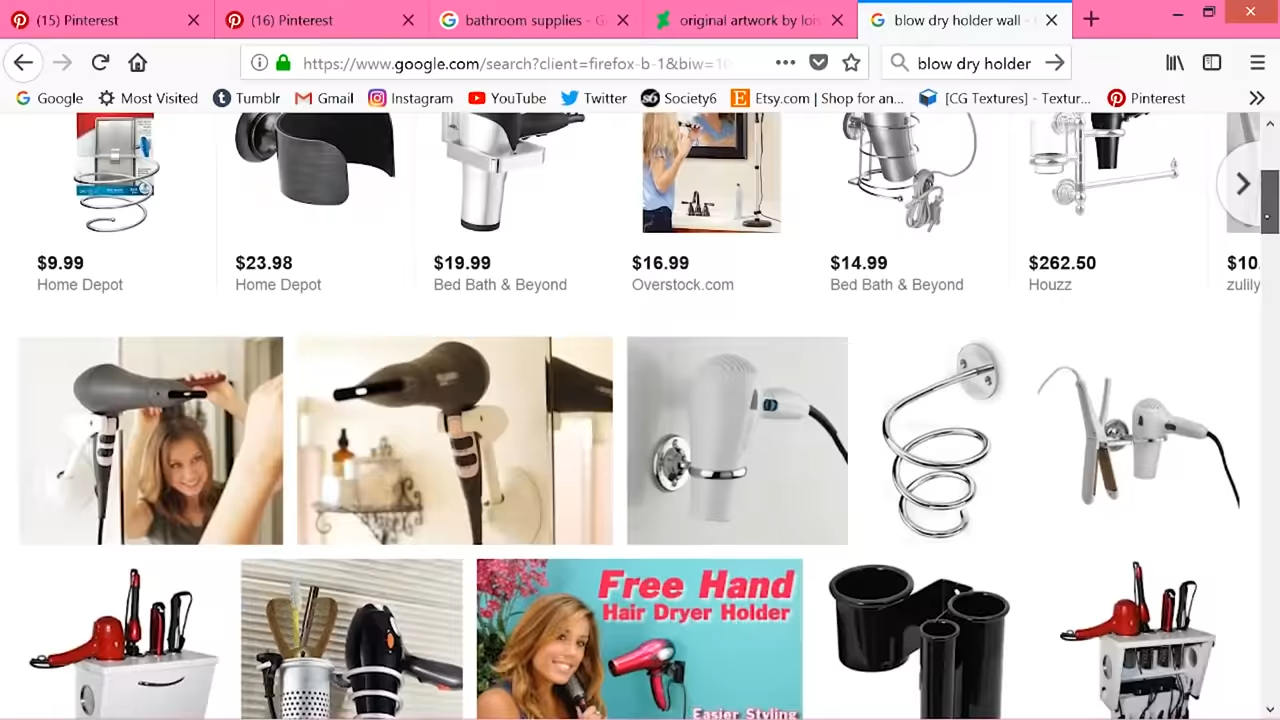 (15) Pinterest
(16) Pinterest
bathroom supplies - G
original artwork by lois
blow dry holder wall -
https://www.google.com/search?client=firefox-b-1&biw=10
blow dry holder
Google
Most Visited
Tumblr
Gmail
Instagram
YouTube
Twitter
Society6
Etsy.com | Shop for an...
[CG Textures] - Textur...
Pinterest
$9.99
$23.98
$19.99
$16.99
$14.99
$262.50
$10
Home Depot
Home Depot
Bed Bath & Beyond
Overstock.com
Bed Bath & Beyond
Houzz
zulily
Free Hand
Hair Dryer Holder
Easier Styling